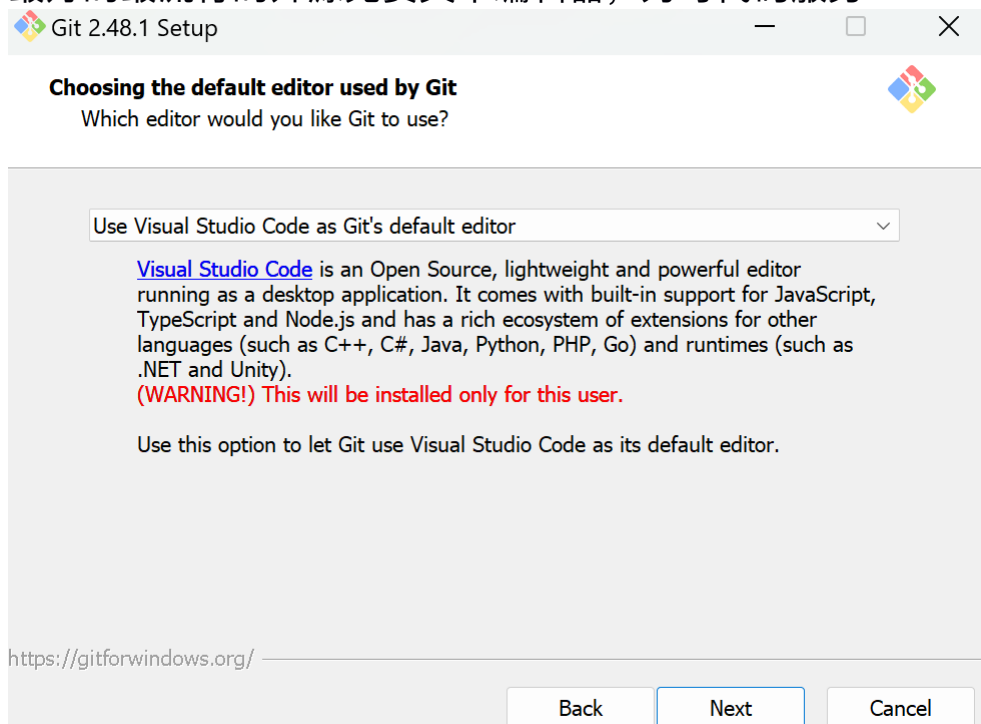 Git 2.48.1 Setup
Choosing the default editor used by Git
Which editor would you like Git to use?
Use Visual Studio Code as Git's default editor
Visual Studio Code is an Open Source, lightweight and powerful editor
running as a desktop application. It comes with built-in support for JavaScript,
TypeScript and Node.js and has a rich ecosystem of extensions for other
languages (such as C++, C#, Java, Python, PHP, Go) and runtimes (such as
.NET and Unity).
(WARNING!) This will be installed only for this user.
Use this option to let Git use Visual Studio Code as its default editor.
https://gitforwindows.org/
Back
Next
Cancel